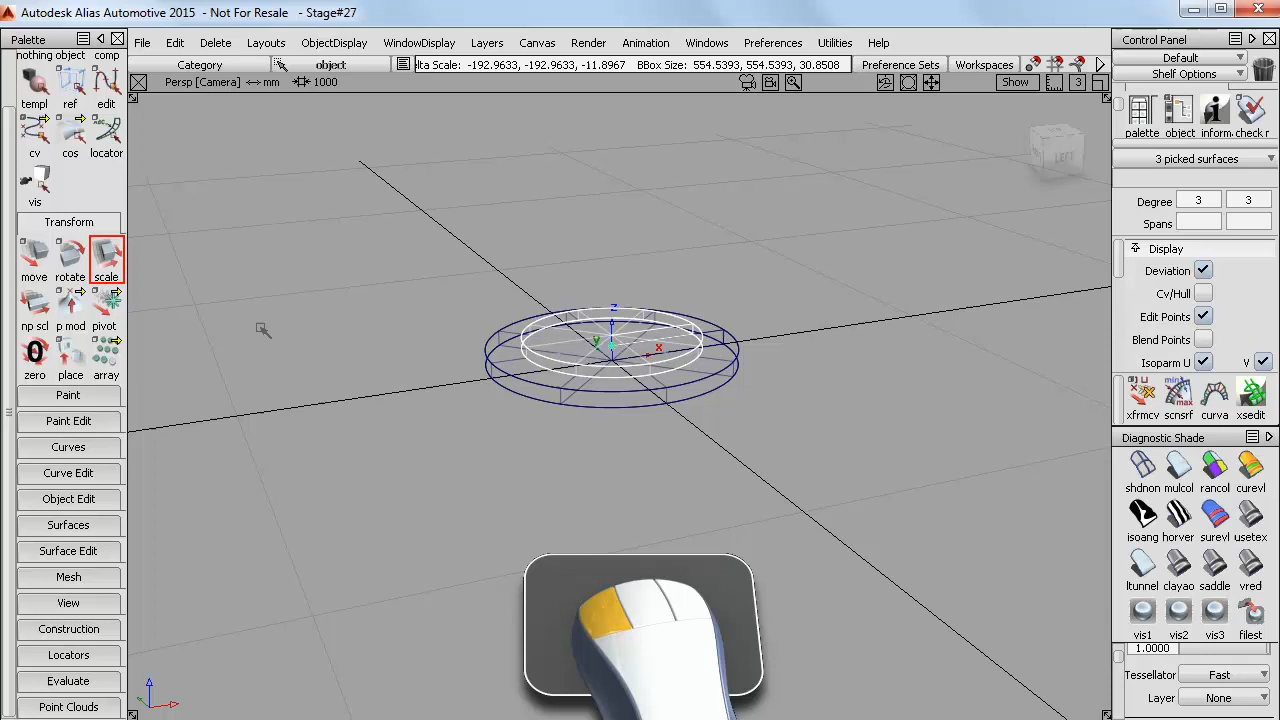 Autodesk Alias Automotive 2015 - Not For Resale - Stage#27
Palette
File Edit Delete Layouts ObjectDisplay WindowDisplay Layers Canvas Render Animation Windows Preferences Utilities Help
Control Panel
nothing object comp
Category
object
lta Scale: -192.9633, -192.9633, -11.8967 BBox Size: 554.5393, 554.5393, 30.8508
Preference Sets
Workspaces
Default
Shelf Options
Persp [Camera] <-> mm 1000
Show
3
templ ref edit
cv cos locator
vis
Transform
move rotate scale
np scl p mod pivot
0
zero place array
Paint
Paint Edit
Curves
Curve Edit
Object Edit
Surfaces
Surface Edit
Mesh
View
Construction
Locators
Evaluate
Point Clouds
LEFT
z
y
x
palette object inform. check r
3 picked surfaces
Degree 3 3
Spans
Display
Deviation
Cv/Hull
Edit Points
Blend Points
Isoparm U V
min max
xfrmcv scnsrf curva xsedit
Diagnostic Shade
shdnon mulcol rancol curevl
isoang horver surevl usetex
ltunnel clayao saddle vred
vis1 vis2 vis3 filest
1.0000
Tessellator Fast
Layer None